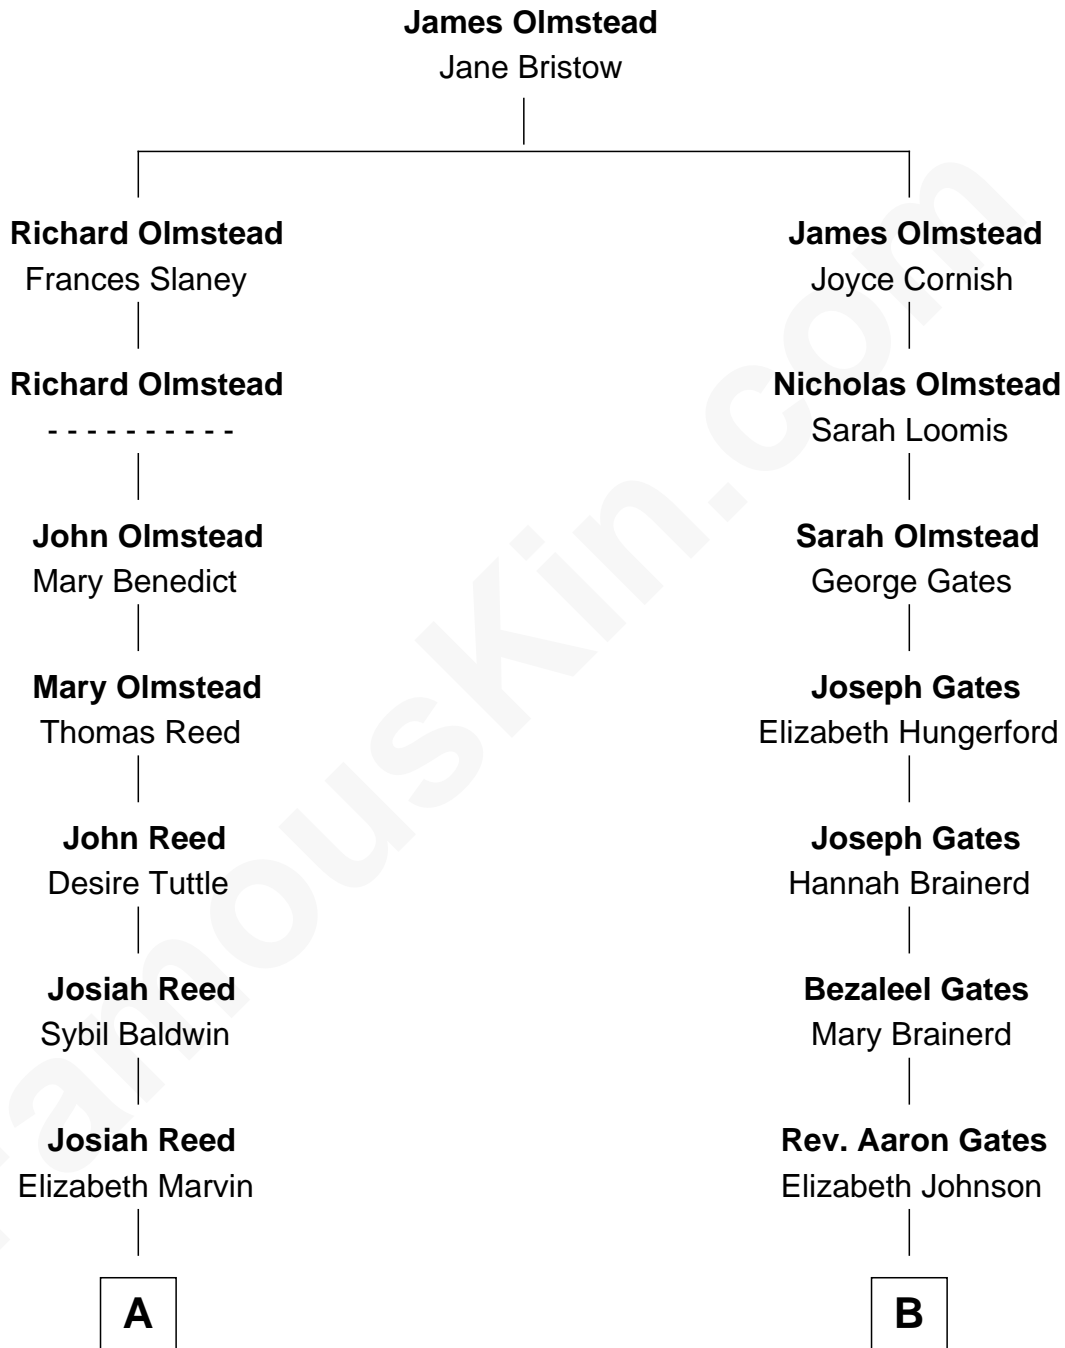 James Olmstead
Jane Bristow
Richard Olmstead
James Olmstead
Frances Slaney
Joyce Cornish
Richard Olmstead
Nicholas Olmstead
- - - - - - - - - -
Sarah Loomis
John Olmstead
Sarah Olmstead
Mary Benedict
George Gates
Mary Olmstead
Joseph Gates
Thomas Reed
Elizabeth Hungerford
John Reed
Joseph Gates
Desire Tuttle
Hannah Brainerd
Josiah Reed
Bezaleel Gates
Sybil Baldwin
Mary Brainerd
Josiah Reed
Rev. Aaron Gates
Elizabeth Marvin
Elizabeth Johnson
A
B
FamousKin.com